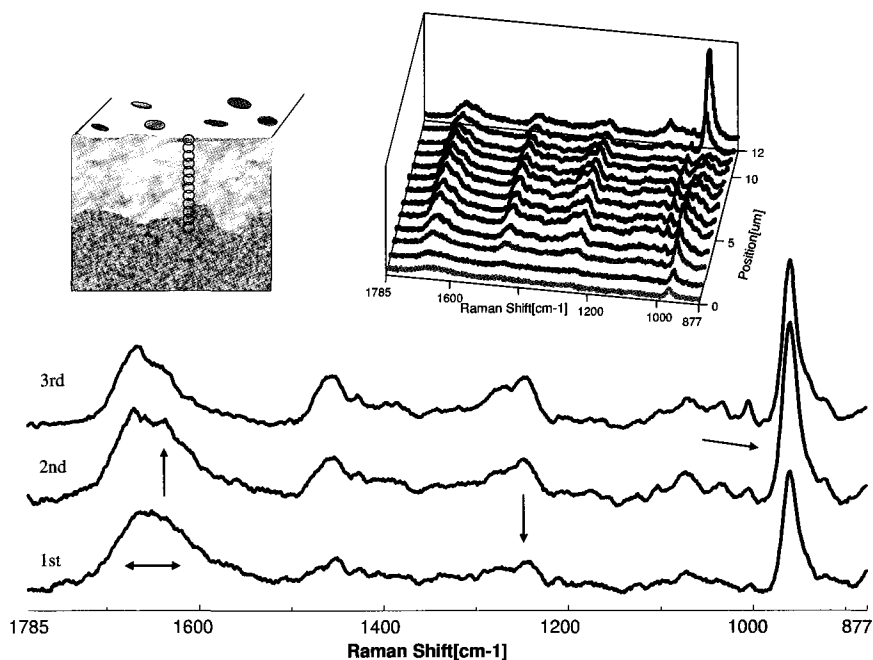 12
10
5
0
Position[um]
1785 1600 1200 1000 877
Raman Shift[cm-1]
3rd
2nd
1st
1785 1600 1400 1200 1000 877
Raman Shift[cm-1]